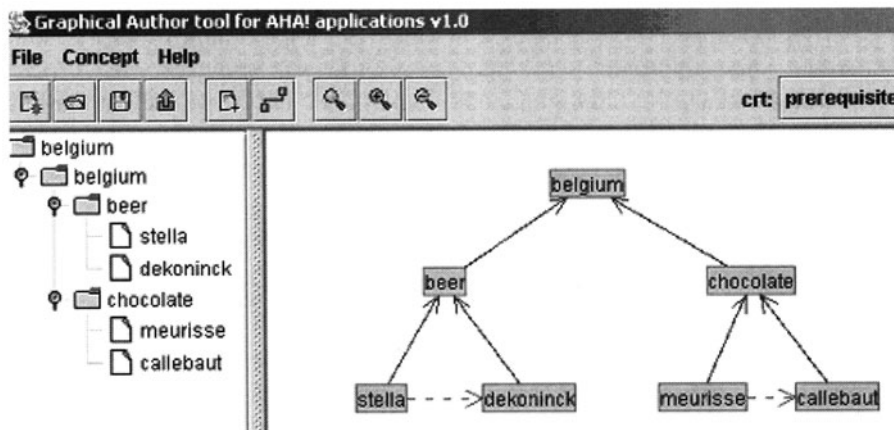 Graphical Author tool for AHA! applications v1.0
File Concept Help
crt: prerequisite
belgium
belgium
beer
stella
dekoninck
chocolate
meurisse
callebaut
belgium
beer chocolate
stella dekoninck meurisse callebaut